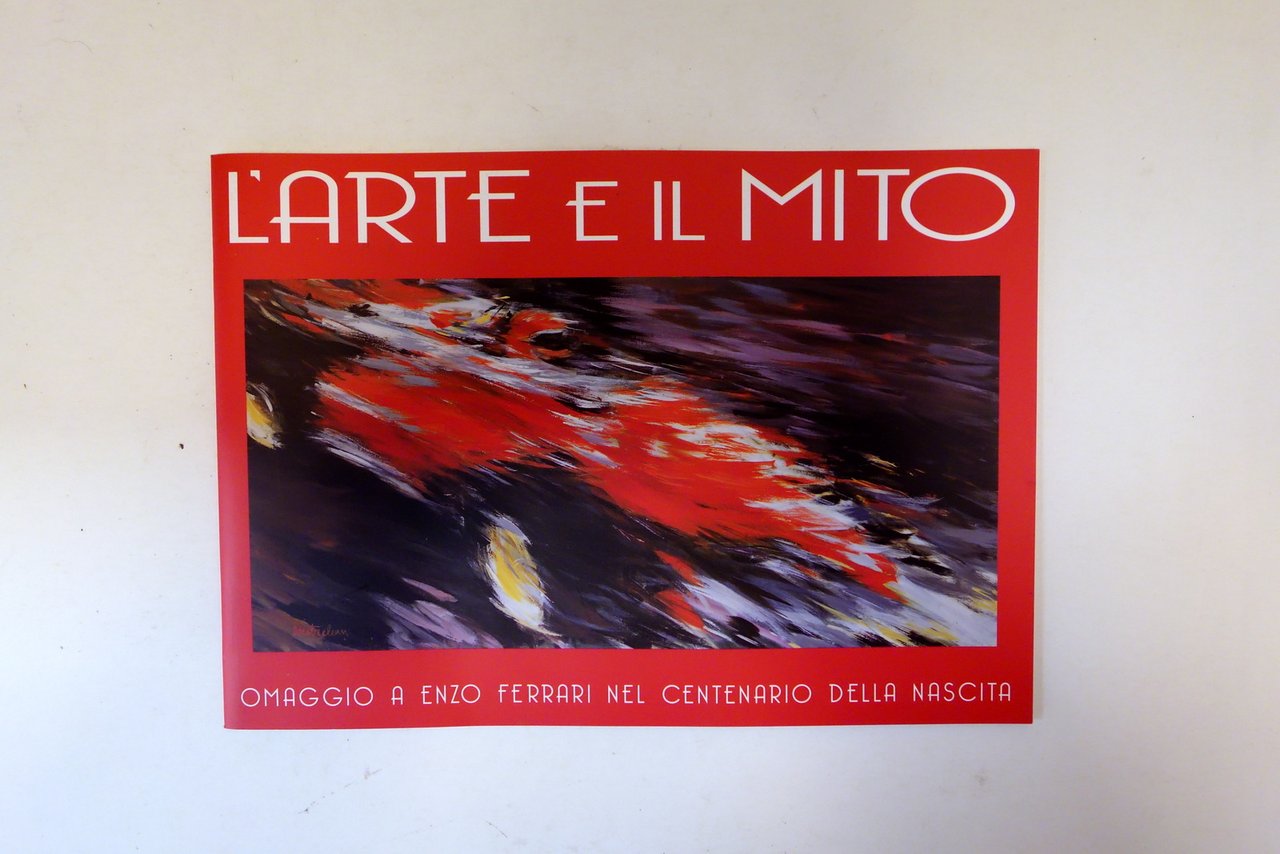 L'ARTE E IL MITO
OMAGGIO A ENZO FERRARI NEL CENTENARIO DELLA NASCITA